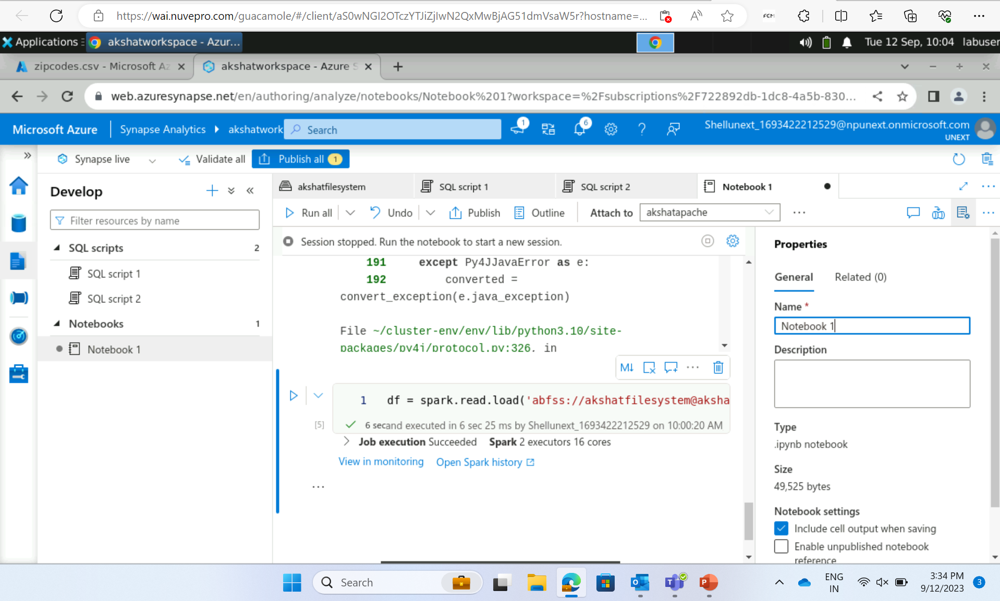 https://wai.nuvepro.com/guacamole/#/client/aS0wNGI2OTczYTJiZjIwN2QxMwBjAG51dmVsaW5r?hostname=...
FCM
Applications
akshatworkspace - Azur...
Tue 12 Sep, 10:04 labuser
zipcodes.csv - Microsoft Az
akshatworkspace - Azure S
web.azuresynapse.net/en/authoring/analyze/notebooks/Notebook%201?workspace=%2Fsubscriptions%2F722892db-1dc8-4a5b-830...
Microsoft Azure
Synapse Analytics
akshatwork
Search
1
6
Shellunext_1693422212529@npunext.onmicrosoft.com
UNEXT
Synapse live
Validate all
Publish all 1
Develop
Filter resources by name
SQL scripts 2
SQL script 1
SQL script 2
Notebooks 1
Notebook 1
akshatfilesystem
SQL script 1
SQL script 2
Notebook 1
Run all
Undo
Publish
Outline
Attach to
akshatapache
Session stopped. Run the notebook to start a new session.
191 except Py4JJavaError as e:
192 converted =
convert_exception(e.java_exception)
File ~/cluster-env/env/lib/python3.10/site-
packages/py4j/protocol.py:326, in
M↓
1 df = spark.read.load('abfss://akshatfilesystem@aksha
[5]
6 secand executed in 6 sec 25 ms by Shellunext_1693422212529 on 10:00:20 AM
Job execution Succeeded Spark 2 executors 16 cores
View in monitoring
Open Spark history
...
Properties
General
Related (0)
Name *
Notebook 1
Description
Type
.ipynb notebook
Size
49,525 bytes
Notebook settings
Include cell output when saving
Enable unpublished notebook
reference
Search
ENG
IN
3:34 PM
9/12/2023
3